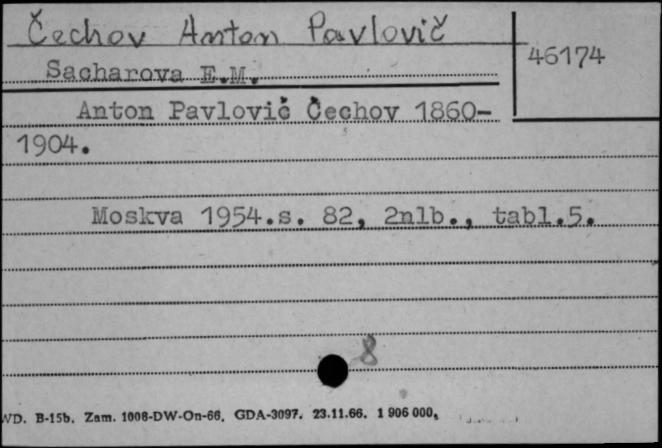 Čechov Anton Pavlovič
46174
Sacharova E.M.
Anton Pavlovič Čechov 1860-
1904.
Moskva 1954.s. 82, 2nlb., tabl.5.
8
WD. B-15b. Zam. 1008-DW-On-66. GDA-3097. 23.11.66. 1 906 000,